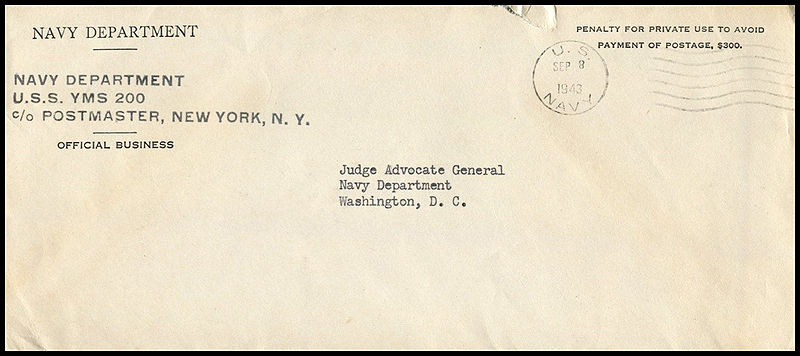 NAVY DEPARTMENT
NAVY DEPARTMENT
U.S.S. YMS 200
c/o POSTMASTER, NEW YORK, N. Y.
OFFICIAL BUSINESS
PENALTY FOR PRIVATE USE TO AVOID
PAYMENT OF POSTAGE, $300.
U. S.
SEP 8
1943
NAVY
Judge Advocate General
Navy Department
Washington, D. C.